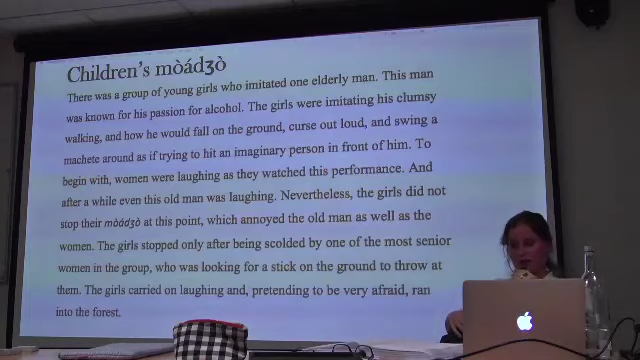 Children's mòádʒò
There was a group of young girls who imitated one elderly man. This man
was known for his passion for alcohol. The girls were imitating his clumsy
walking, and how he would fall on the ground, curse out loud, and swing a
machete around as if trying to hit an imaginary person in front of him. To
begin with, women were laughing as they watched this performance. And
after a while even this old man was laughing. Nevertheless, the girls did not
stop their mòádʒò at this point, which annoyed the old man as well as the
women. The girls stopped only after being scolded by one of the most senior
women in the group, who was looking for a stick on the ground to throw at
them. The girls carried on laughing and, pretending to be very afraid, ran
into the forest.